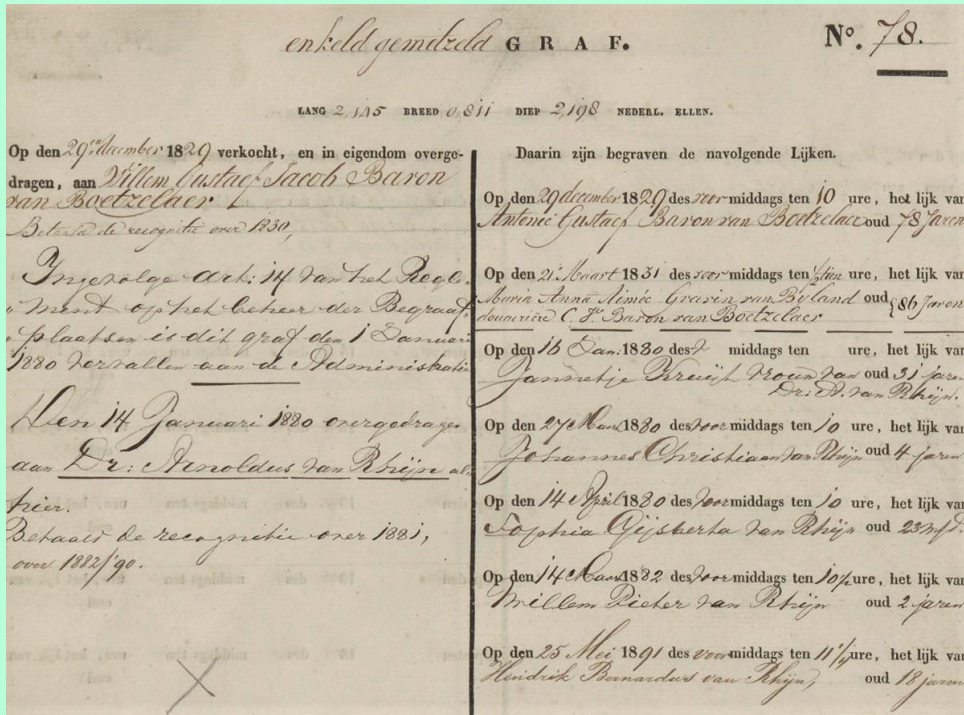 enkeld gemetzeld GRAF. No. 78.
LANG 2,145 BREED 0,811 DIEP 2,198 NEDERL. ELLEN.
Op den 29sten december 1829 verkocht, en in eigendom overge-
dragen, aan Willem Gustaef Jacob Baron
van Boetzelaer
Betaald de recognitie over 1830,
Ingevolge art: 14 van het Regle-
" ment op het beheer der Begraaf-
" plaatsen is dit graf den 1 Januari
1880 vervallen aan de Administratie
Den 14 Januari 1880 overgedragen
aan Dr: Arnoldus van Rhijn al-
hier.
Betaald de recognitie over 1881,
over 1882/'90.
Daarin zijn begraven de navolgende Lijken.
Op den 29 december 1829 des voor middags ten 10 ure, het lijk van
Antonie Gustaef Baron van Boetzelaer oud 78 Jaren
Op den 21 Maart 1831 des voor middags ten ure, het lijk van
Maria Anna Aimée Gravin van Byland oud 86 Jaren
douairière C. Baron van Boetzelaer
Op den 16 Jan: 1880 des middags ten ure, het lijk van
Jannetje Kruijt vrouw van oud 31 jaren
Dr: A. van Rhijn.
Op den 27 Maart 1880 des voor middags ten 10 ure, het lijk van
Johannes Christiaan van Rhijn oud 4 jaren
Op den 14 April 1880 des voor middags ten 10 ure, het lijk van
Sophia Gijsberta van Rhijn oud 23 md.
Op den 14 Maart 1882 des voor middags ten 10½ ure, het lijk van
Willem Pieter van Rhijn oud 2 jaren
Op den 25 Mei 1891 des voor middags ten 11¼ ure, het lijk van
Hendrik Bernardus van Rhijn, oud 18 jaren